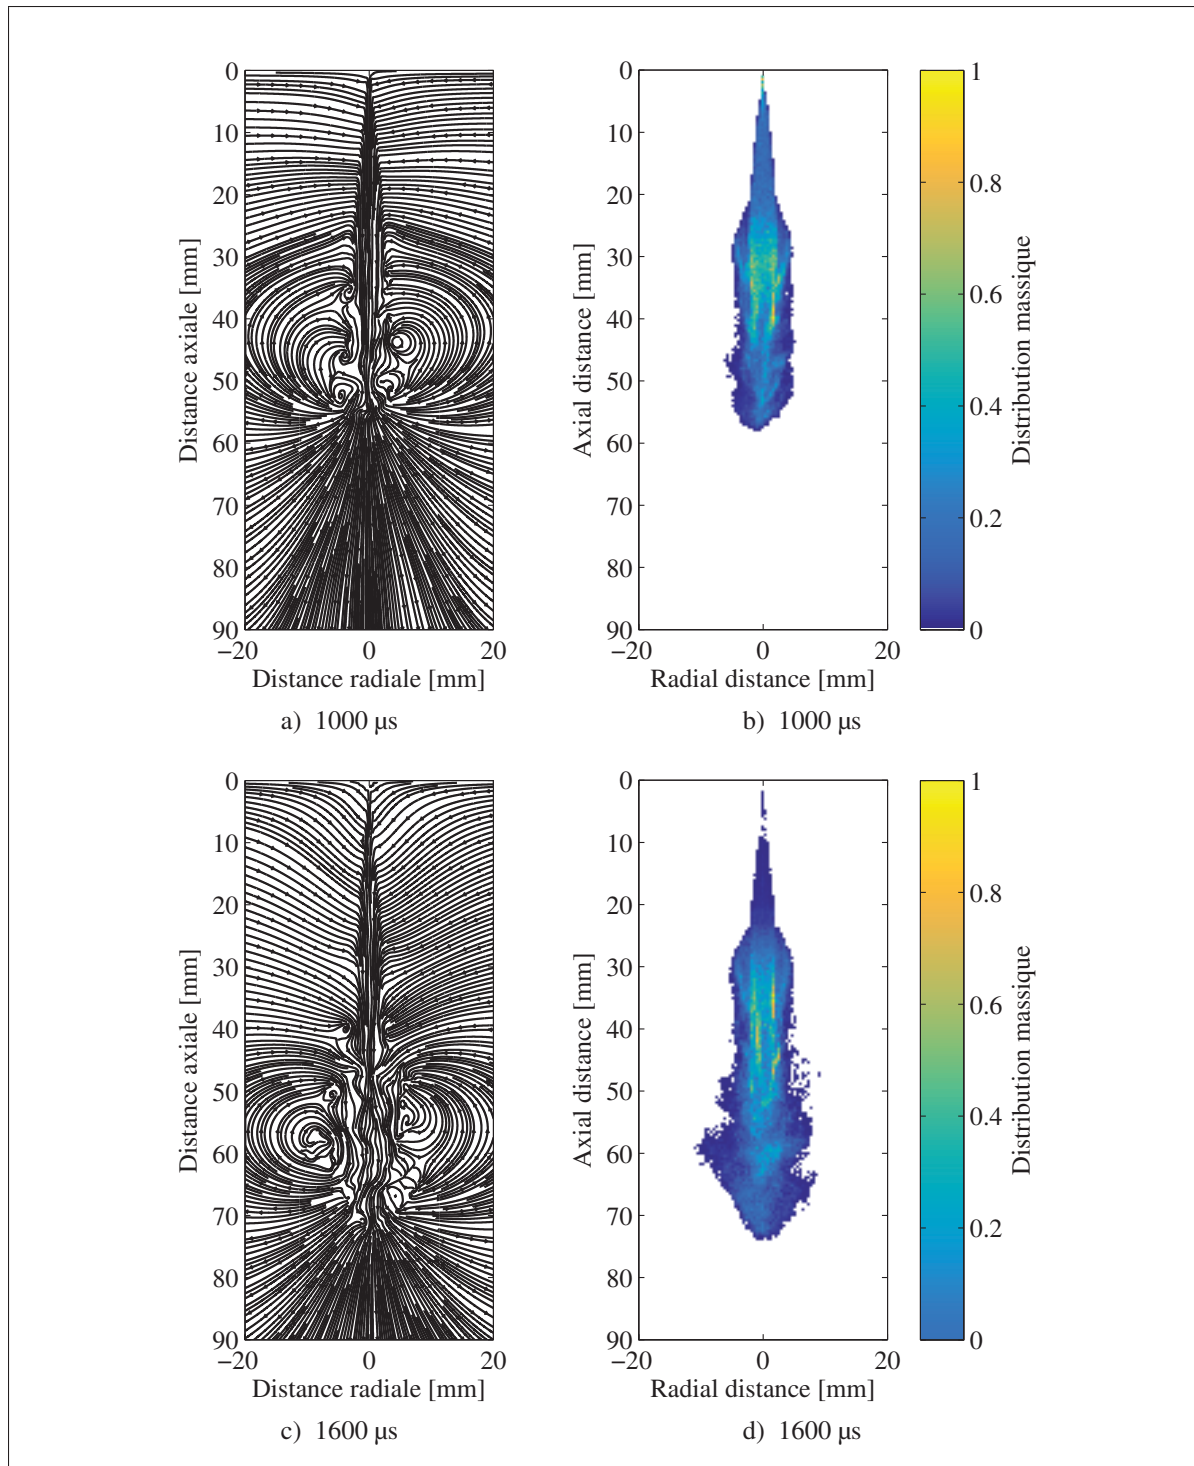 0
10
20
30
40
50
60
70
80
90
Distance axiale [mm]
−20 0 20
Distance radiale [mm]
a) 1000 µs
0
10
20
30
40
50
60
70
80
90
Axial distance [mm]
−20 0 20
Radial distance [mm]
b) 1000 µs
1
0.8
0.6
0.4
0.2
0
Distribution massique
0
10
20
30
40
50
60
70
80
90
Distance axiale [mm]
−20 0 20
Distance radiale [mm]
c) 1600 µs
0
10
20
30
40
50
60
70
80
90
Axial distance [mm]
−20 0 20
Radial distance [mm]
d) 1600 µs
1
0.8
0.6
0.4
0.2
0
Distribution massique